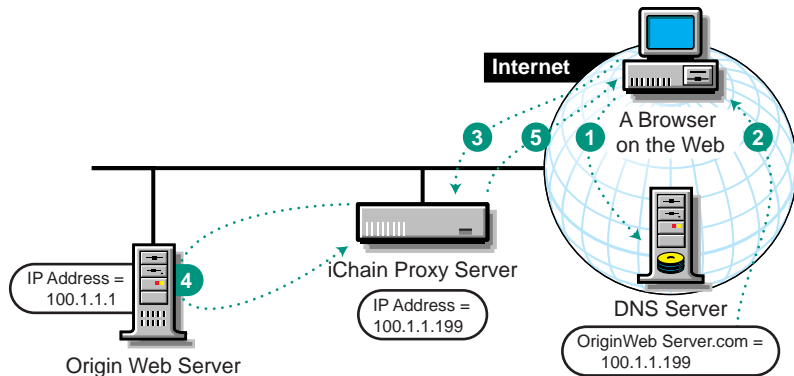 Internet
A Browser
on the Web
3
5
1
2
iChain Proxy Server
4
IP Address =
100.1.1.1
IP Address =
100.1.1.199
DNS Server
OriginWeb Server.com =
100.1.1.199
Origin Web Server